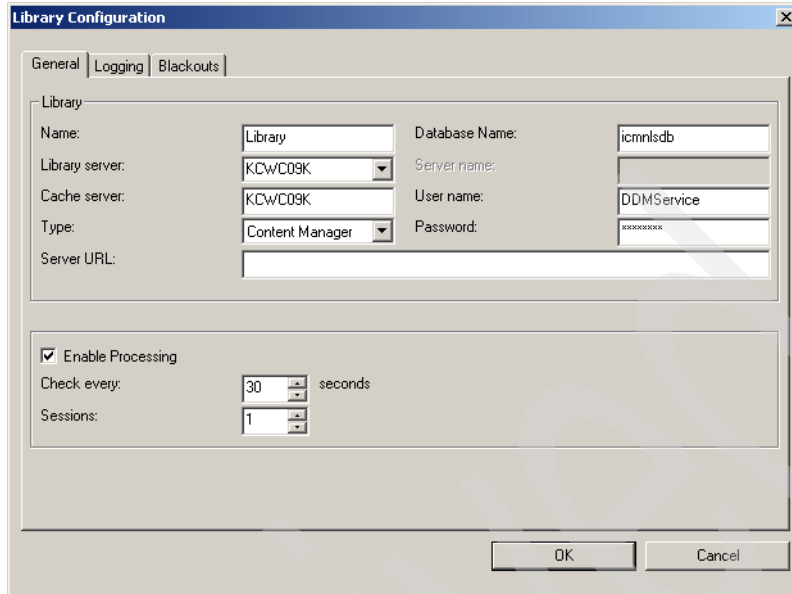 Library Configuration
General Logging Blackouts
Library
Name: Library Database Name: icmnlsdb
Library server: KCWC09K Server name:
Cache server: KCWC09K User name: DDMService
Type: Content Manager Password: ××××××××
Server URL:
Enable Processing
Check every: 30 seconds
Sessions: 1
OK Cancel